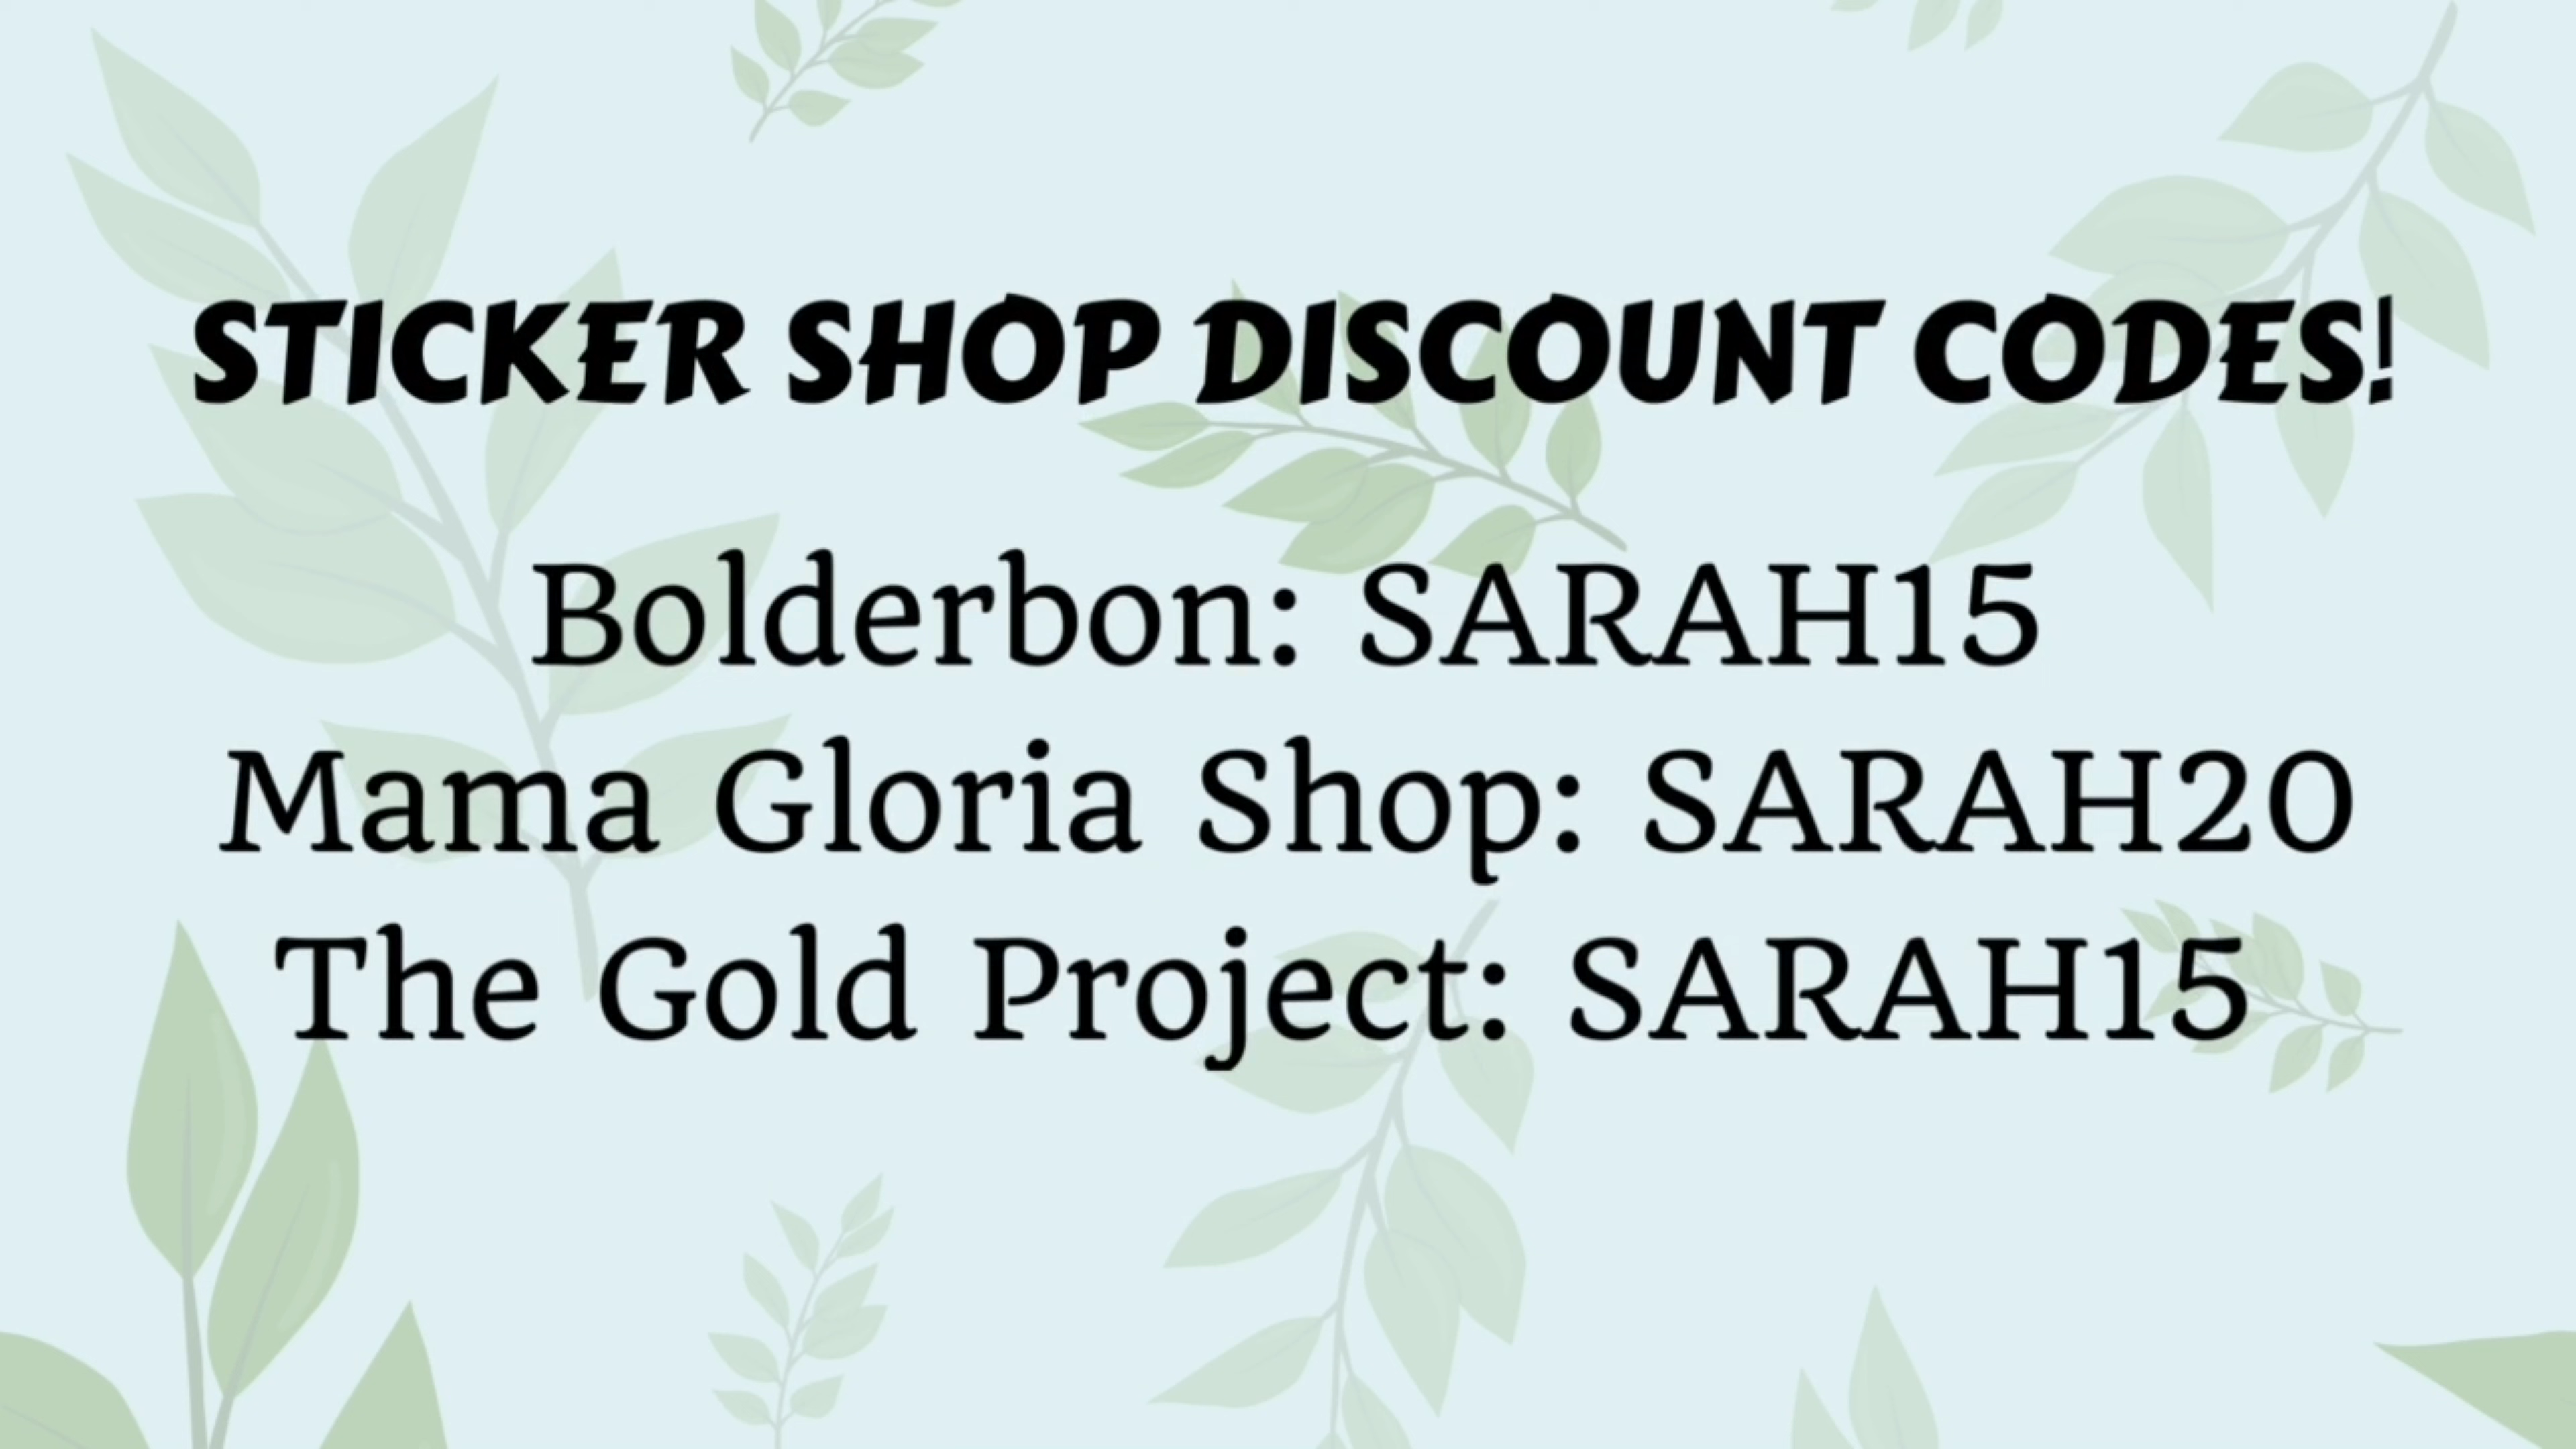 STICKER SHOP DISCOUNT CODES!
Bolderbon: SARAH15
Mama Gloria Shop: SARAH20
The Gold Project: SARAH15